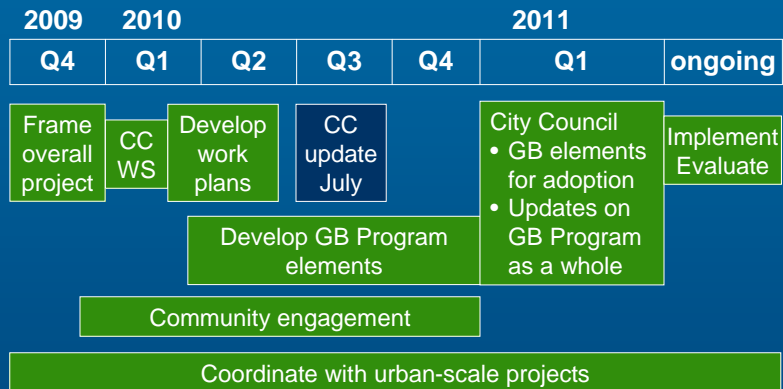 2009 2010 2011
Q4 Q1 Q2 Q3 Q4 Q1 ongoing
Frame
overall
project
CC
WS
Develop
work
plans
CC
update
July
City Council
• GB elements
for adoption
• Updates on
GB Program
as a whole
Implement
Evaluate
Develop GB Program
elements
Community engagement
Coordinate with urban-scale projects